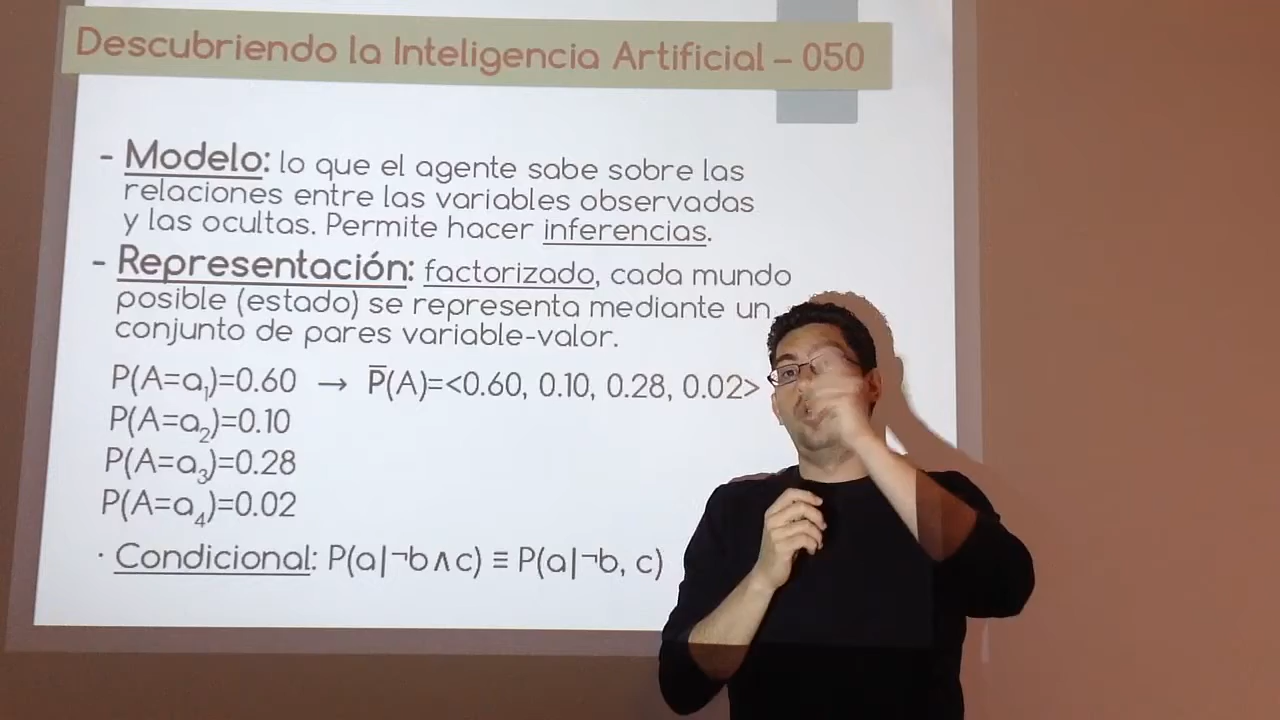 Descubriendo la Inteligencia Artificial – 050
- Modelo: lo que el agente sabe sobre las
relaciones entre las variables observadas
y las ocultas. Permite hacer inferencias.
- Representación: factorizado, cada mundo
posible (estado) se representa mediante un
conjunto de pares variable-valor.
P(A=a₁)=0.60 → P̅(A)=<0.60, 0.10, 0.28, 0.02>
P(A=a₂)=0.10
P(A=a₃)=0.28
P(A=a₄)=0.02
· Condicional: P(a|¬b∧c) ≡ P(a|¬b, c)